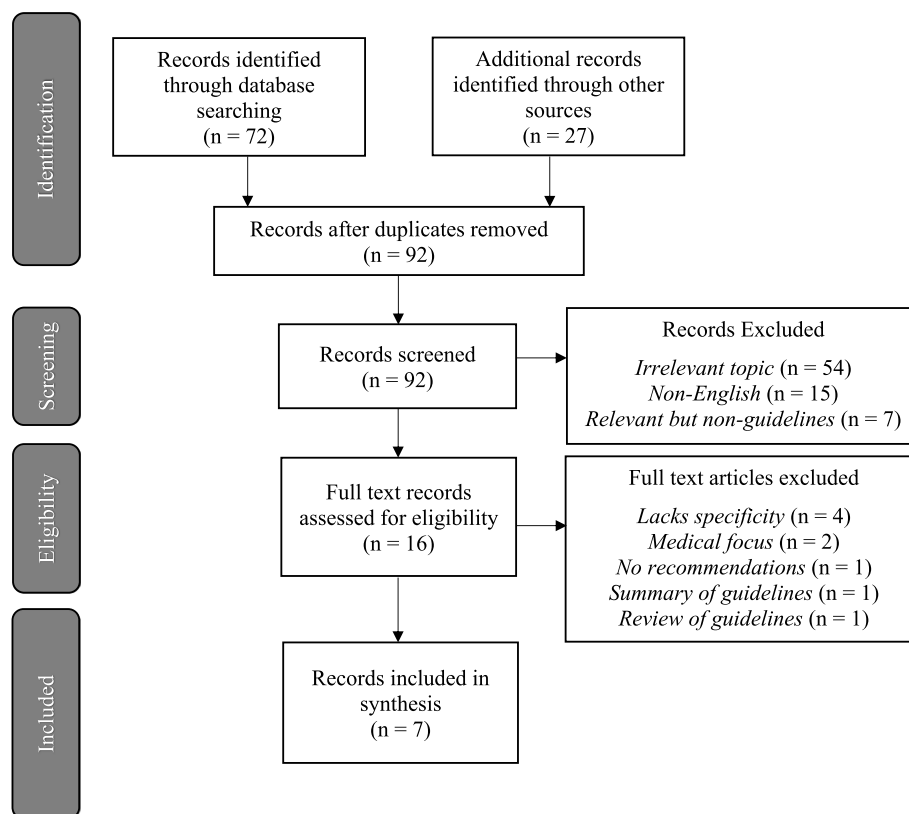 Identification
Records identified
through database
searching
(n = 72)
Additional records
identified through other
sources
(n = 27)
Records after duplicates removed
(n = 92)
Screening
Records screened
(n = 92)
Records Excluded
Irrelevant topic (n = 54)
Non-English (n = 15)
Relevant but non-guidelines (n = 7)
Eligibility
Full text records
assessed for eligibility
(n = 16)
Full text articles excluded
Lacks specificity (n = 4)
Medical focus (n = 2)
No recommendations (n = 1)
Summary of guidelines (n = 1)
Review of guidelines (n = 1)
Included
Records included in
synthesis
(n = 7)